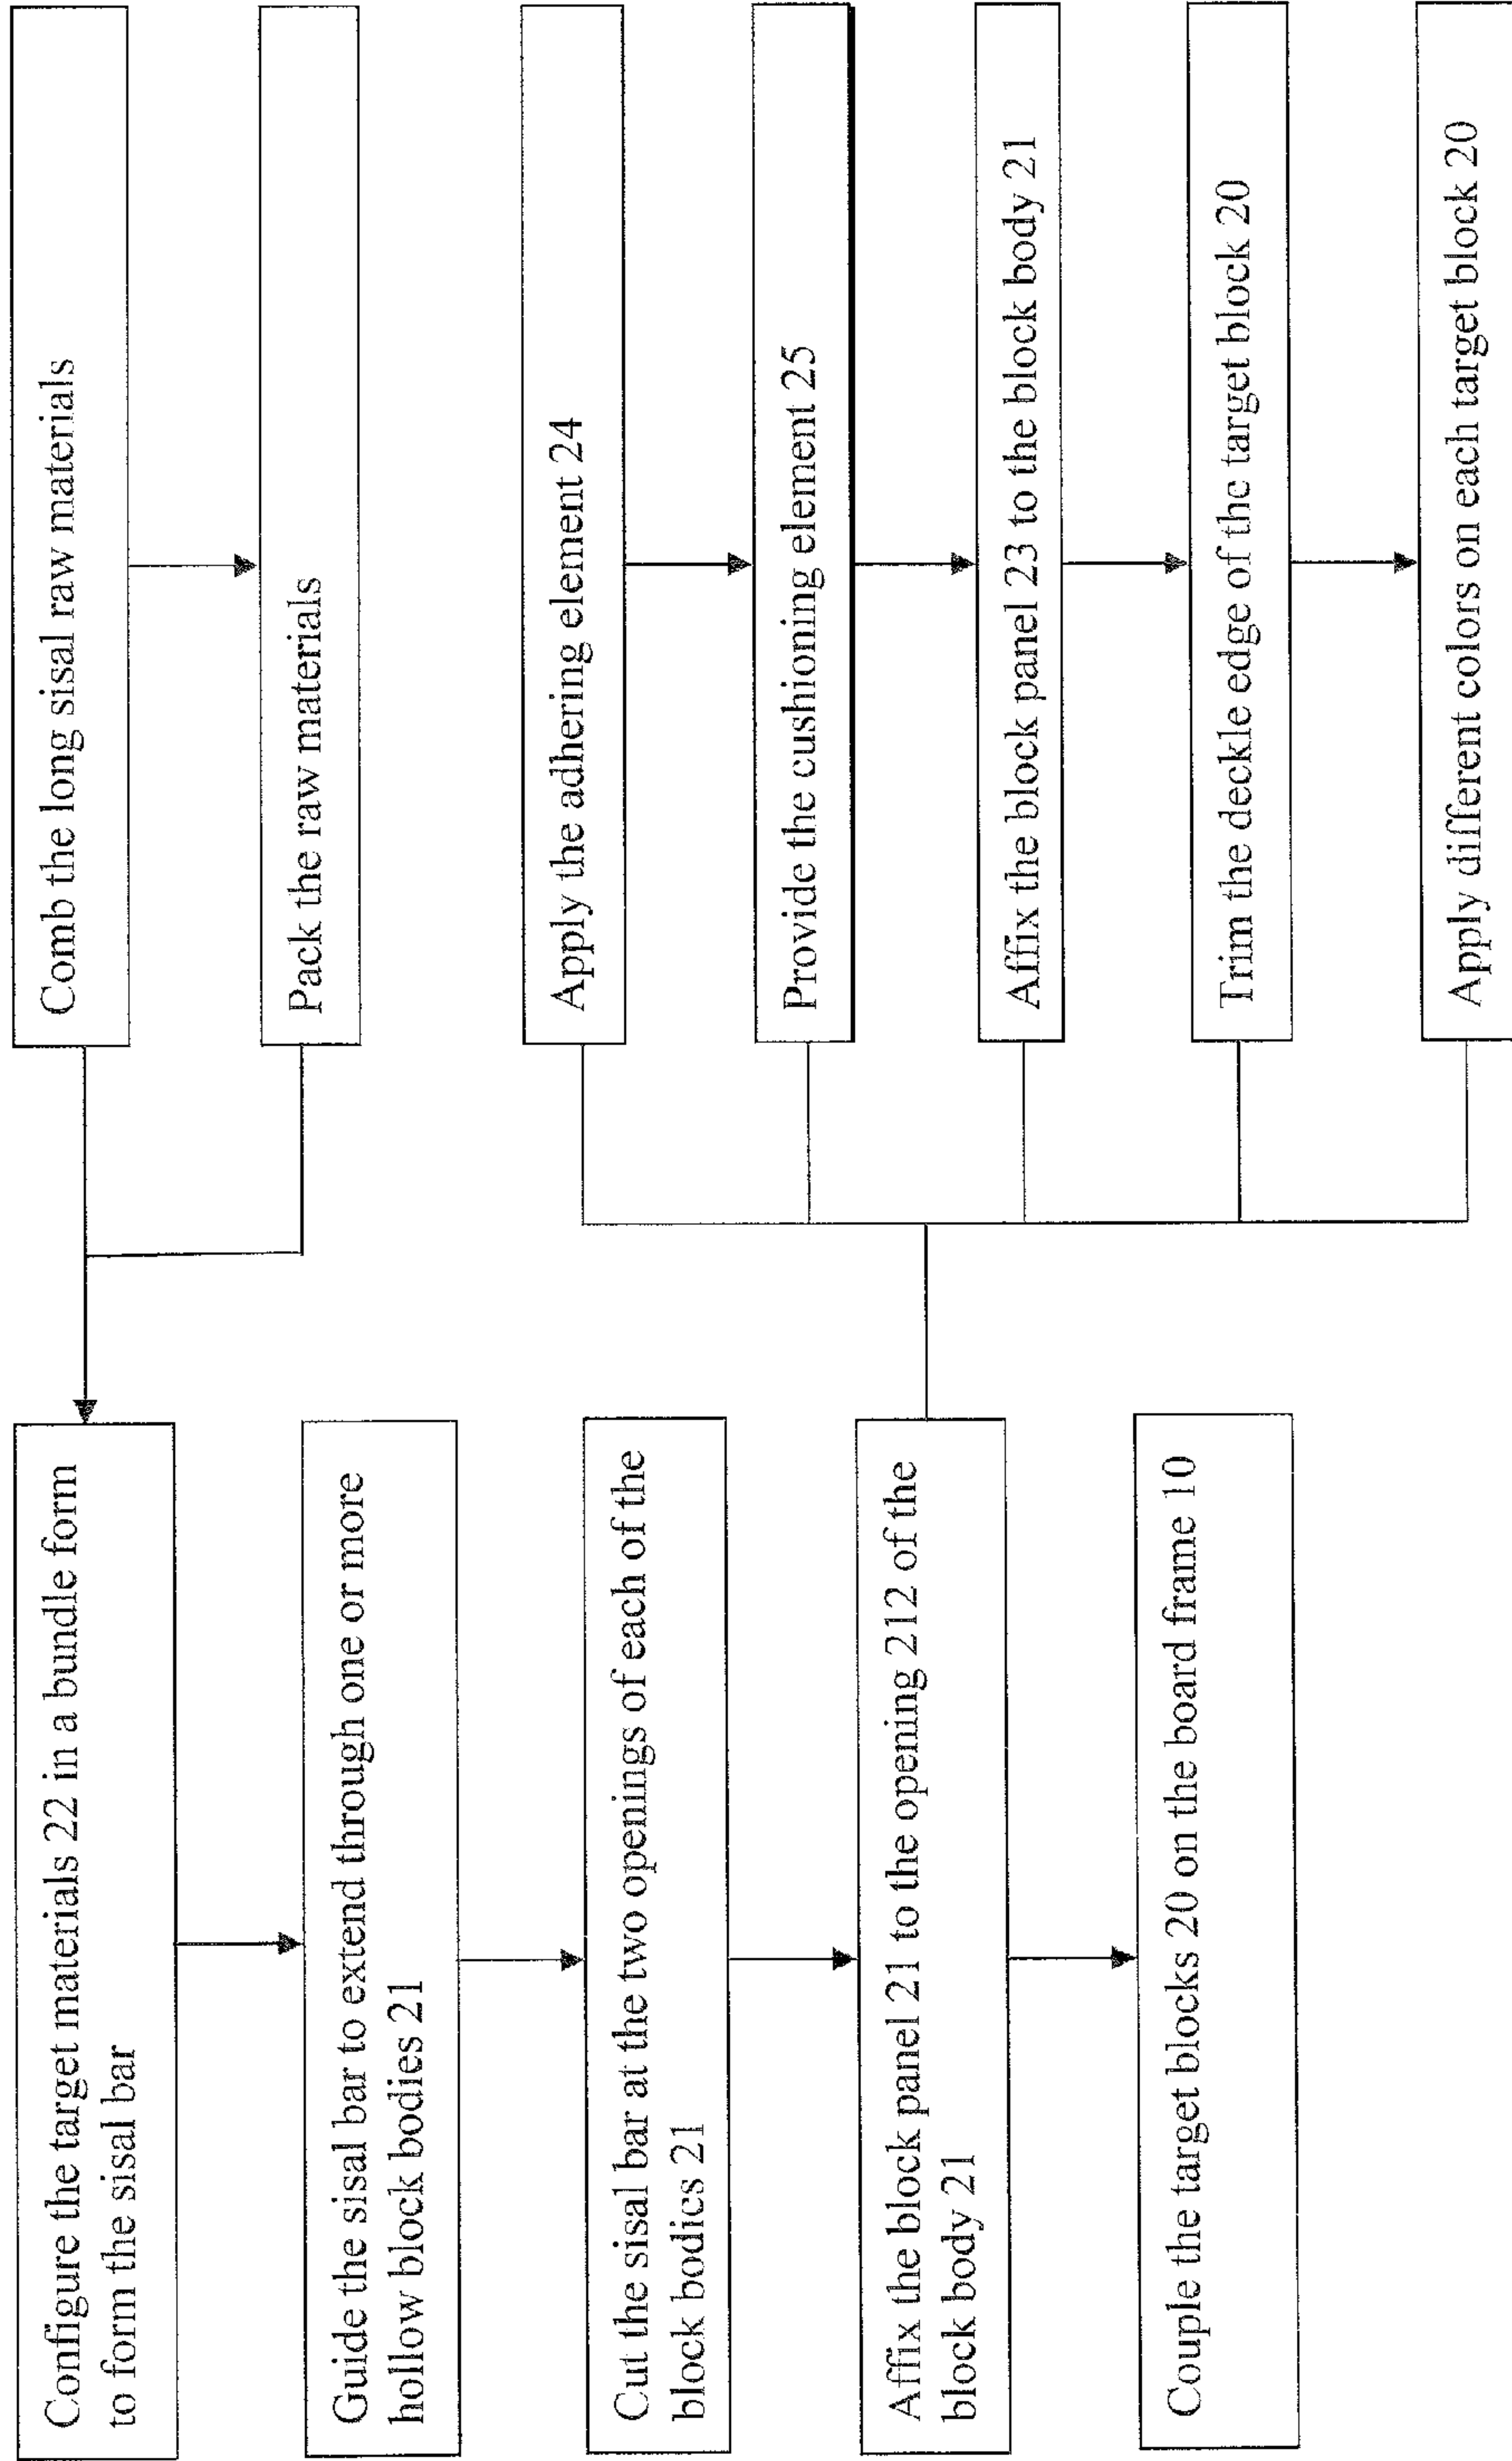 Configure the target materials 22 in a bundle form
to form the sisal bar
Guide the sisal bar to extend through one or more
hollow block bodies 21
Cut the sisal bar at the two openings of each of the
block bodies 21
Affix the block panel 21 to the opening 212 of the
block body 21
Couple the target blocks 20 on the board frame 10
Comb the long sisal raw materials
Pack the raw materials
Apply the adhering element 24
Provide the cushioning element 25
Affix the block panel 23 to the block body 21
Trim the deckle edge of the target block 20
Apply different colors on each target block 20